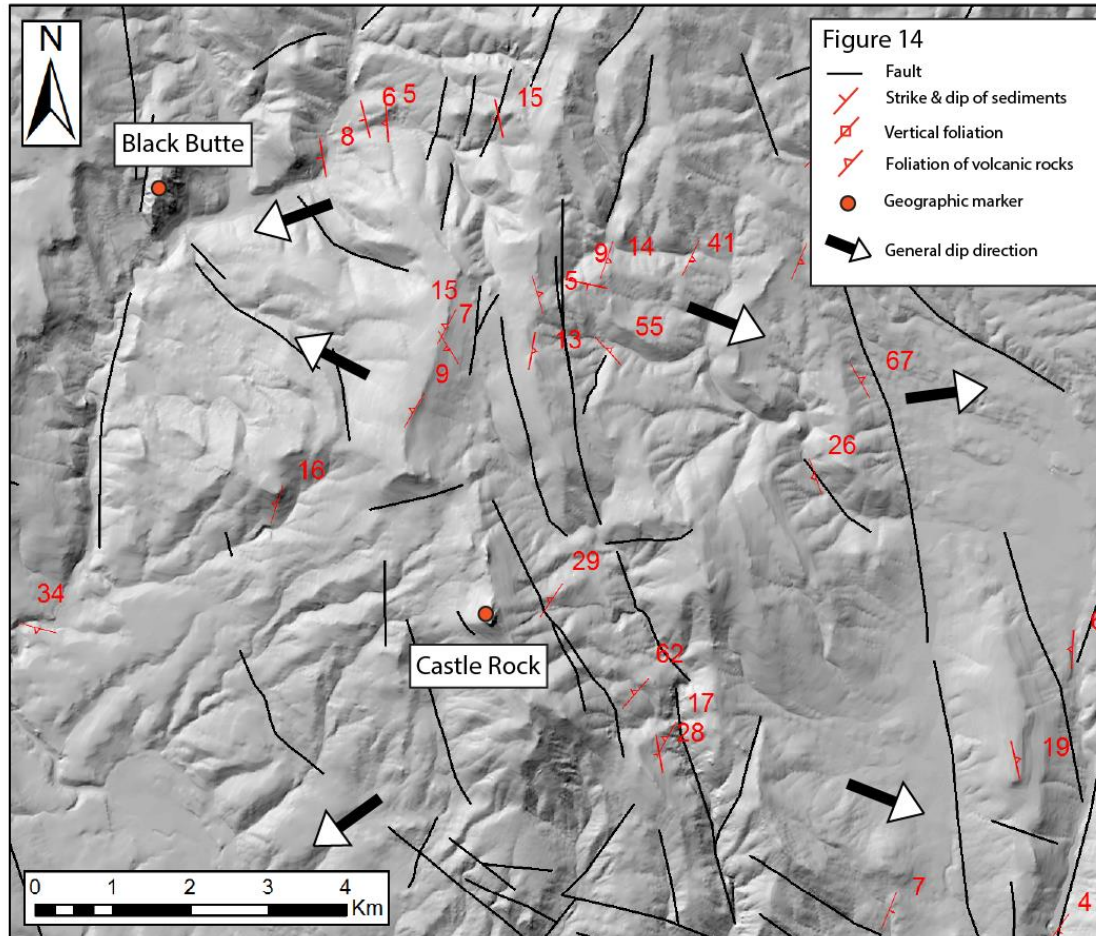 N
Figure 14
Fault
Strike & dip of sediments
Vertical foliation
Foliation of volcanic rocks
Geographic marker
General dip direction
Black Butte
6 5
15
8
9 14 41
5
15
7
55
13
67
9
26
16
29
34
Castle Rock
6
62
17
28
19
7
4
0 1 2 3 4
Km